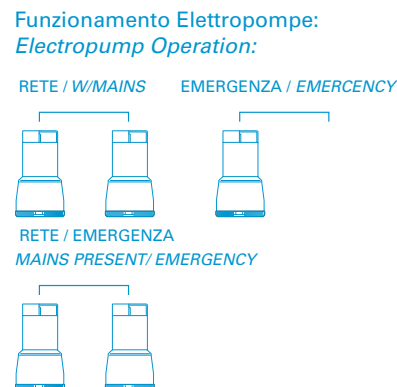 Funzionamento Elettropompe:
Electropump Operation:
RETE / W/MAINS
EMERGENZA / EMERCENCY
RETE / EMERGENZA
MAINS PRESENT/ EMERGENCY